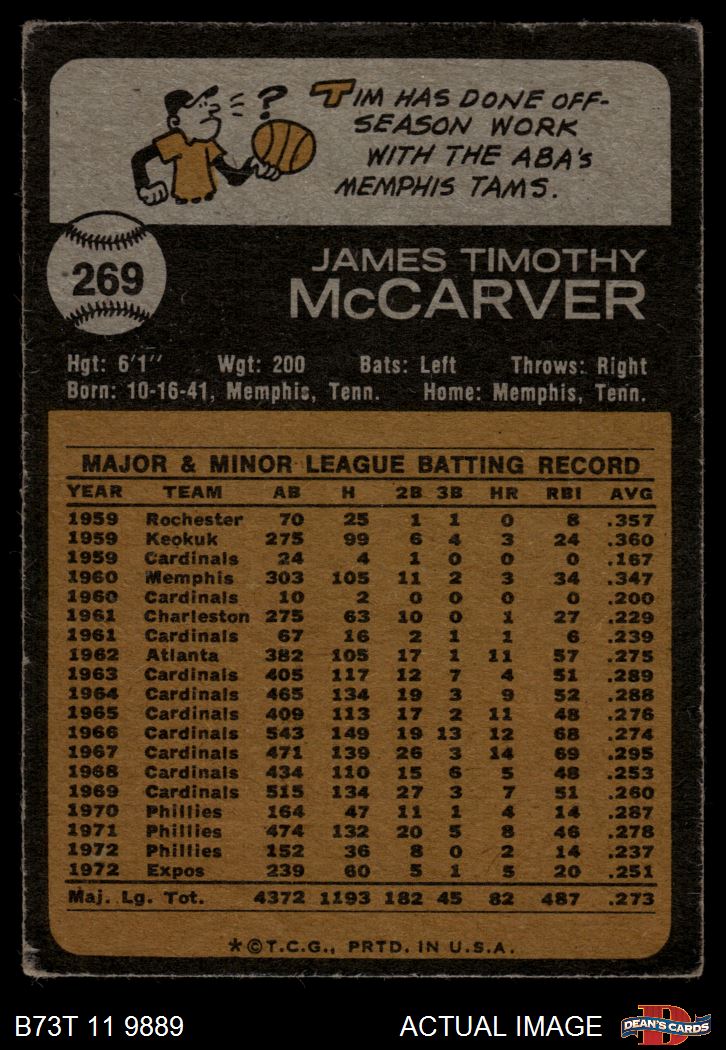 ?
TIM HAS DONE OFF-
SEASON WORK
WITH THE ABA's
MEMPHIS TAMS.
269
JAMES TIMOTHY
McCARVER
Hgt: 6'1" Wgt: 200 Bats: Left Throws: Right
Born: 10-16-41, Memphis, Tenn. Home: Memphis, Tenn.
MAJOR & MINOR LEAGUE BATTING RECORD
YEAR TEAM AB H 2B 3B HR RBI AVG
1959 Rochester 70 25 1 1 0 8 .357
1959 Keokuk 275 99 6 4 3 24 .360
1959 Cardinals 24 4 1 0 0 0 .167
1960 Memphis 303 105 11 2 3 34 .347
1960 Cardinals 10 2 0 0 0 0 .200
1961 Charleston 275 63 10 0 1 27 .229
1961 Cardinals 67 16 2 1 1 6 .239
1962 Atlanta 382 105 17 1 11 57 .275
1963 Cardinals 405 117 12 7 4 51 .289
1964 Cardinals 465 134 19 3 9 52 .288
1965 Cardinals 409 113 17 2 11 48 .276
1966 Cardinals 543 149 19 13 12 68 .274
1967 Cardinals 471 139 26 3 14 69 .295
1968 Cardinals 434 110 15 6 5 48 .253
1969 Cardinals 515 134 27 3 7 51 .260
1970 Phillies 164 47 11 1 4 14 .287
1971 Phillies 474 132 20 5 8 46 .278
1972 Phillies 152 36 8 0 2 14 .237
1972 Expos 239 60 5 1 5 20 .251
Maj. Lg. Tot. 4372 1193 182 45 82 487 .273
*©T.C.G., PRTD. IN U.S.A.
B73T 11 9889 ACTUAL IMAGE
D
DEAN'S CARDS